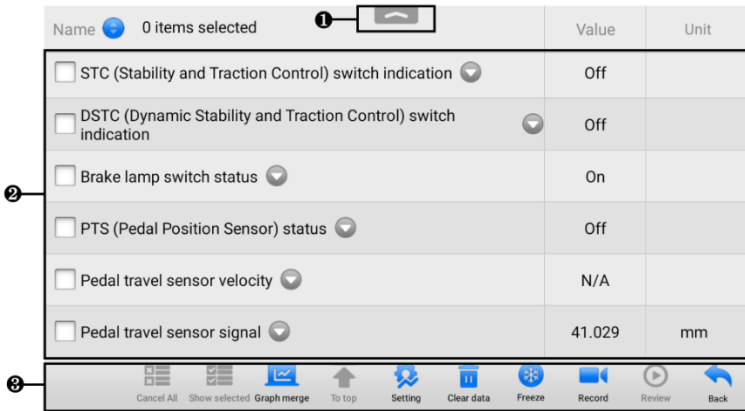 ❶
Name 0 items selected Value Unit
STC (Stability and Traction Control) switch indication Off
DSTC (Dynamic Stability and Traction Control) switch
indication Off
❷
Brake lamp switch status On
PTS (Pedal Position Sensor) status Off
Pedal travel sensor velocity N/A
Pedal travel sensor signal 41.029 mm
❸
Cancel All Show selected Graph merge To top Setting Clear data Freeze Record Review Back